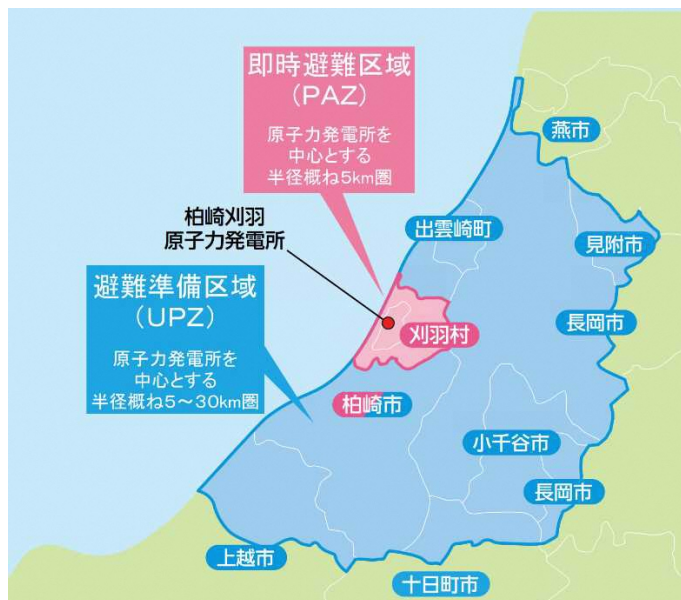 即時避難区域
(PAZ)
原子力発電所を
中心とする
半径概ね5km圏
燕市
柏崎刈羽
原子力発電所
出雲崎町
見附市
避難準備区域
(UPZ)
原子力発電所を
中心とする
半径概ね5〜30km圏
長岡市
刈羽村
柏崎市
小千谷市
長岡市
上越市
十日町市